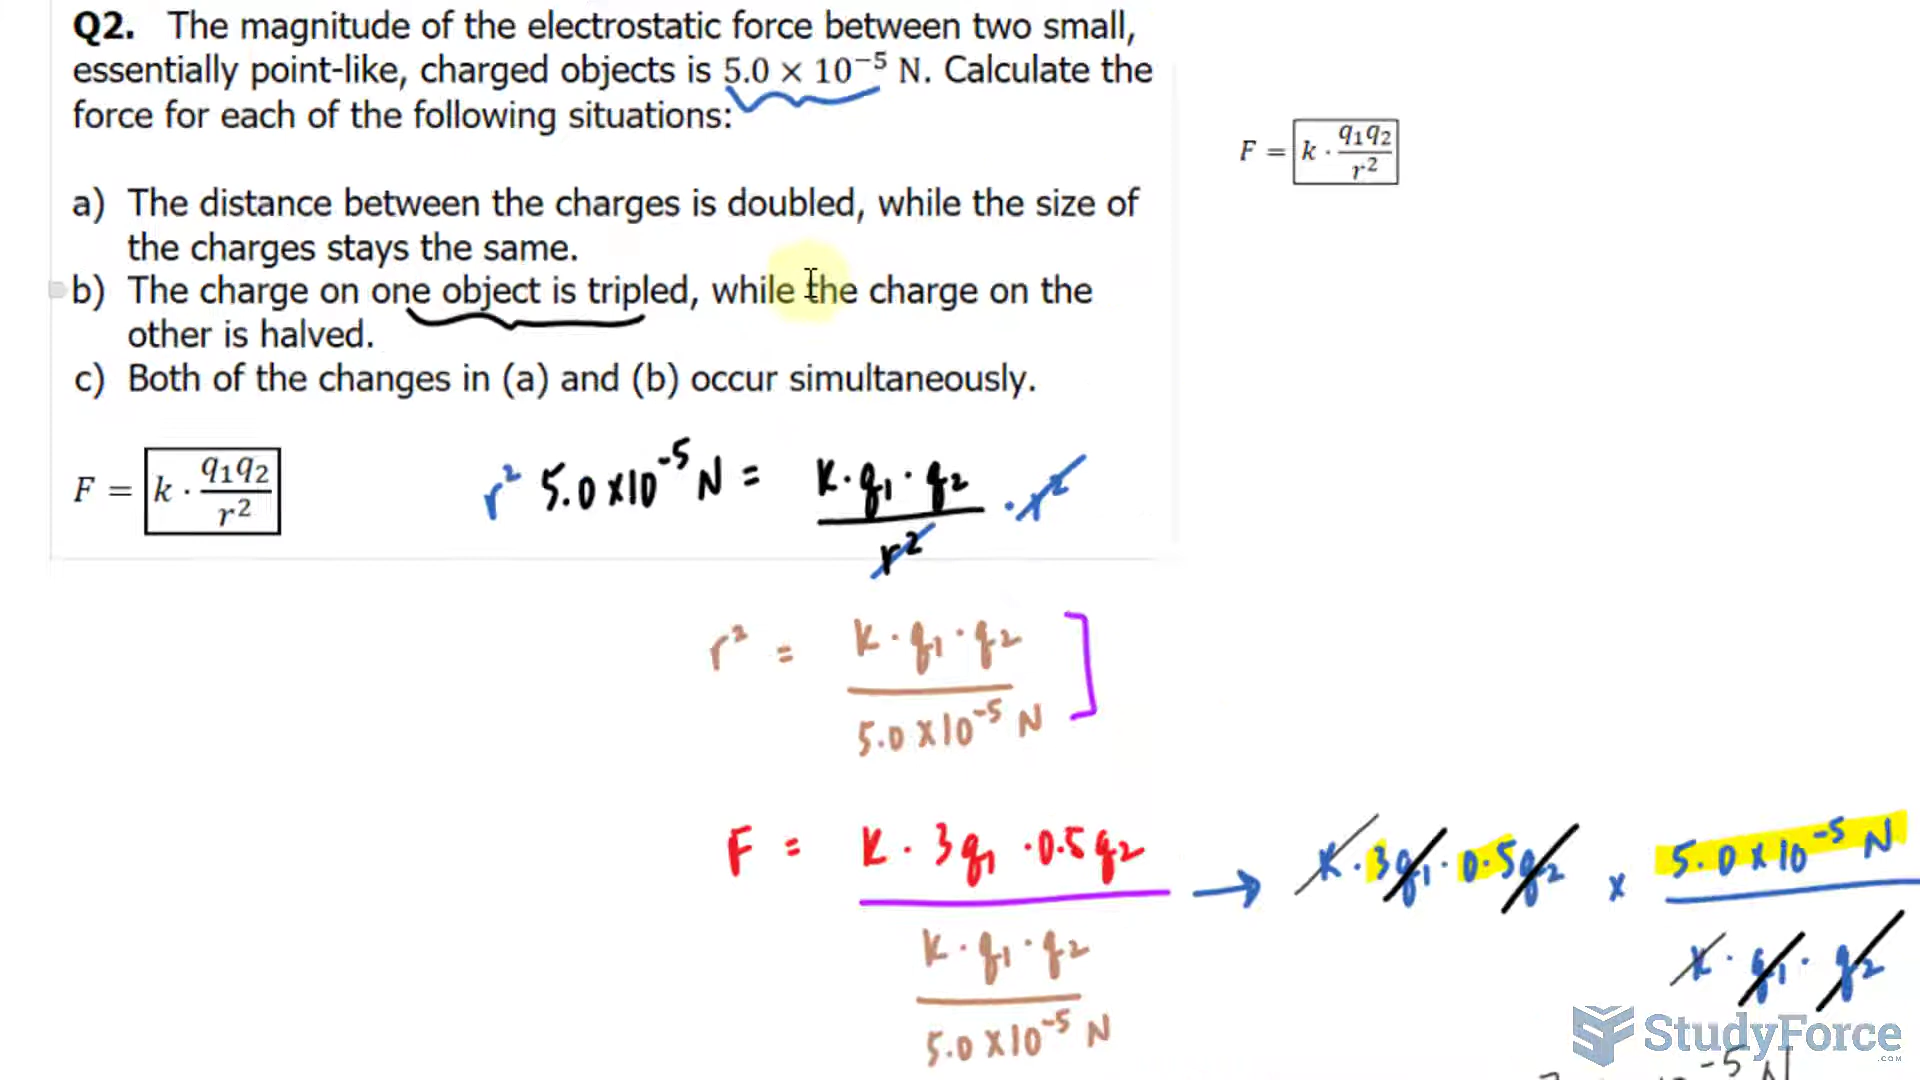 Q2. The magnitude of the electrostatic force between two small,
essentially point-like, charged objects is 5.0 × 10⁻⁵ N. Calculate the
force for each of the following situations:
F = k · q₁q₂ / r²
a) The distance between the charges is doubled, while the size of
the charges stays the same.
b) The charge on one object is tripled, while the charge on the
other is halved.
c) Both of the changes in (a) and (b) occur simultaneously.
F = k · q₁q₂ / r²
r² 5.0×10⁻⁵ N = k·q₁·q₂ / r² · r²
r² = k·q₁·q₂ / 5.0×10⁻⁵ N
F = k·3q₁·0.5q₂ / (k·q₁·q₂ / 5.0×10⁻⁵ N) → k·3q₁·0.5q₂ × 5.0×10⁻⁵ N / k·q₁·q₂
StudyForce
.COM
⁻⁵ N